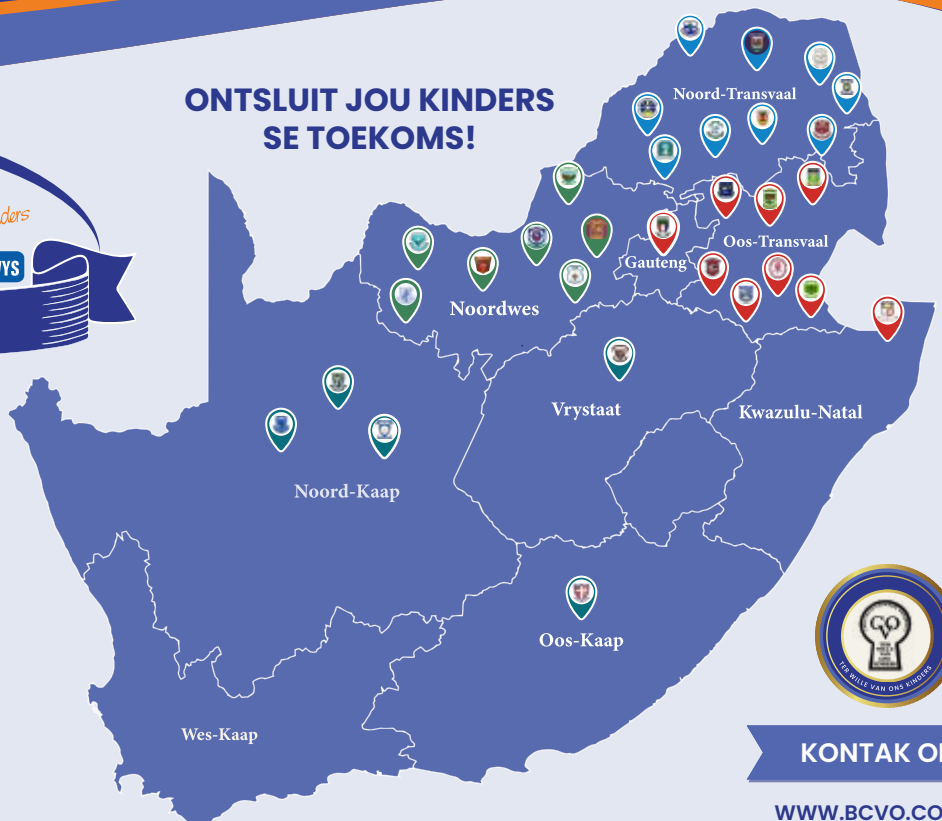 ONTSLUIT JOU KINDERS
SE TOEKOMS!
Noord-Transvaal
Oos-Transvaal
Gauteng
Noordwes
Vrystaat
Kwazulu-Natal
Noord-Kaap
Oos-Kaap
Wes-Kaap
CVO
TER WILLE VAN ONS KINDERS
KONTAK
WWW.BCVO.CO